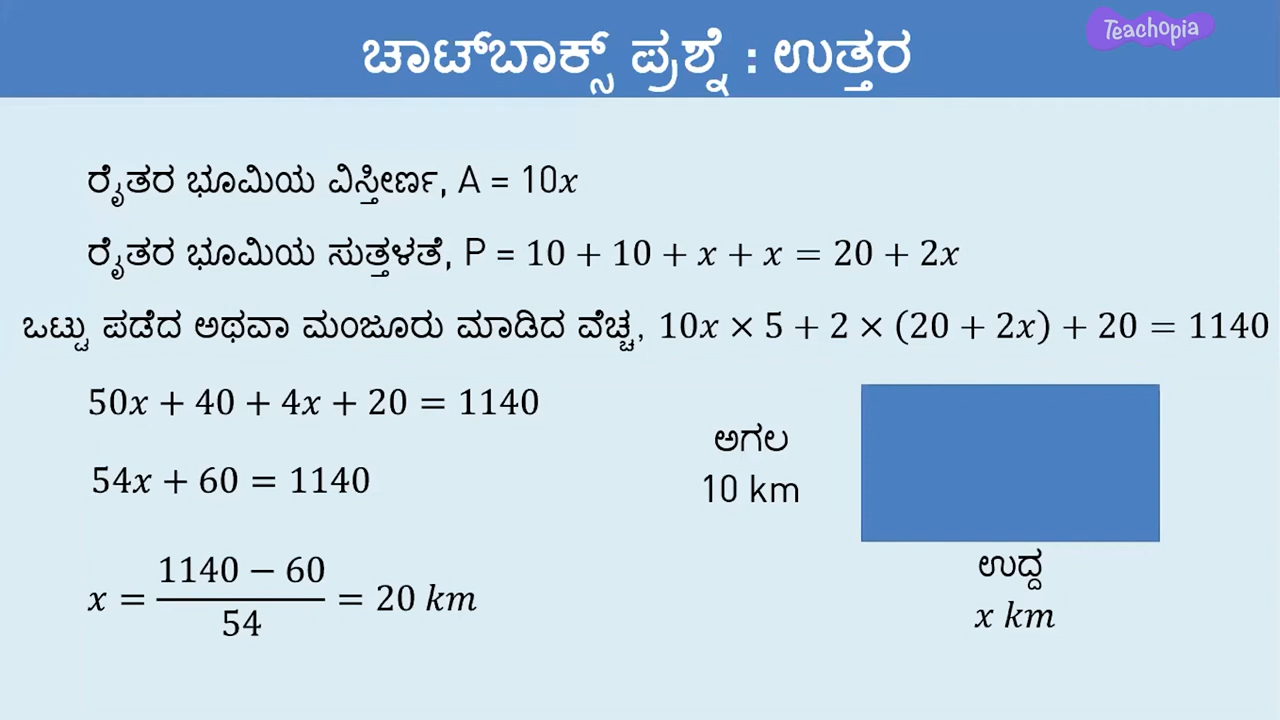 Teachopia
ಚಾಟ್‌ಬಾಕ್ಸ್ ಪ್ರಶ್ನೆ : ಉತ್ತರ
ರೈತರ ಭೂಮಿಯ ವಿಸ್ತೀರ್ಣ, A = 10x
ರೈತರ ಭೂಮಿಯ ಸುತ್ತಳತೆ, P = 10 + 10 + x + x = 20 + 2x
ಒಟ್ಟು ಪಡೆದ ಅಥವಾ ಮಂಜೂರು ಮಾಡಿದ ವೆಚ್ಚ, 10x × 5 + 2 × (20 + 2x) + 20 = 1140
50x + 40 + 4x + 20 = 1140
54x + 60 = 1140
x = (1140 − 60)/54 = 20 km
ಅಗಲ
10 km
ಉದ್ದ
x km